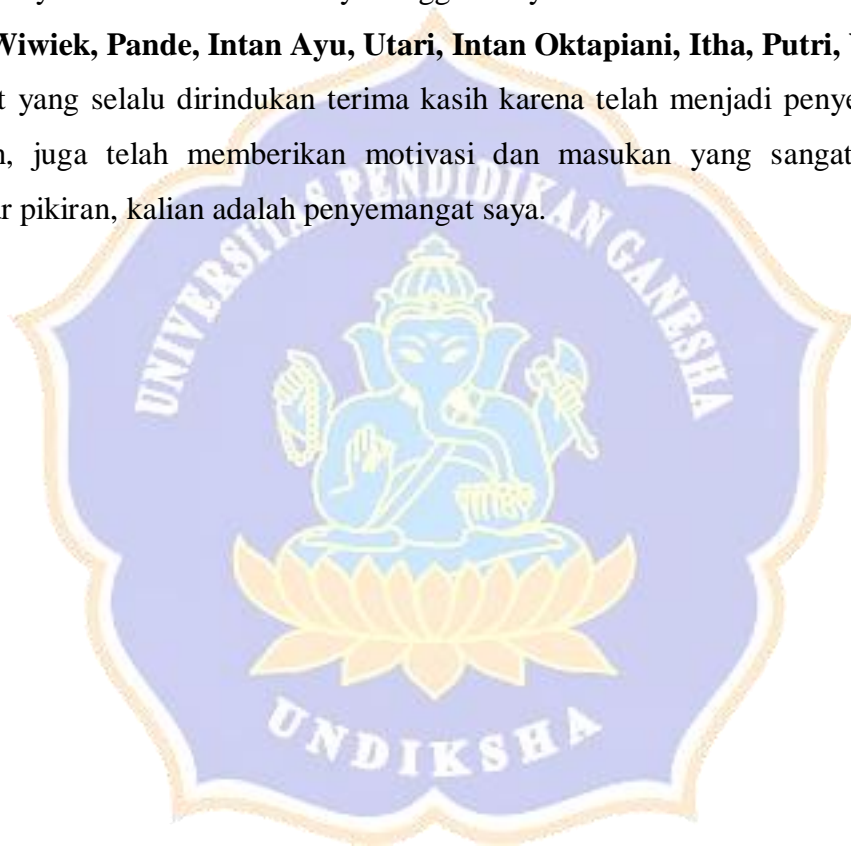 Wiwiek, Pande, Intan Ayu, Utari, Intan Oktapiani, Itha, Putri,
yang selalu dirindukan terima kasih karena telah menjadi
juga telah memberikan motivasi dan masukan yang sangat
pikiran, kalian adalah penyemangat saya.
UNIVERSITAS PENDIDIKAN GANESHA
UNDIKSHA